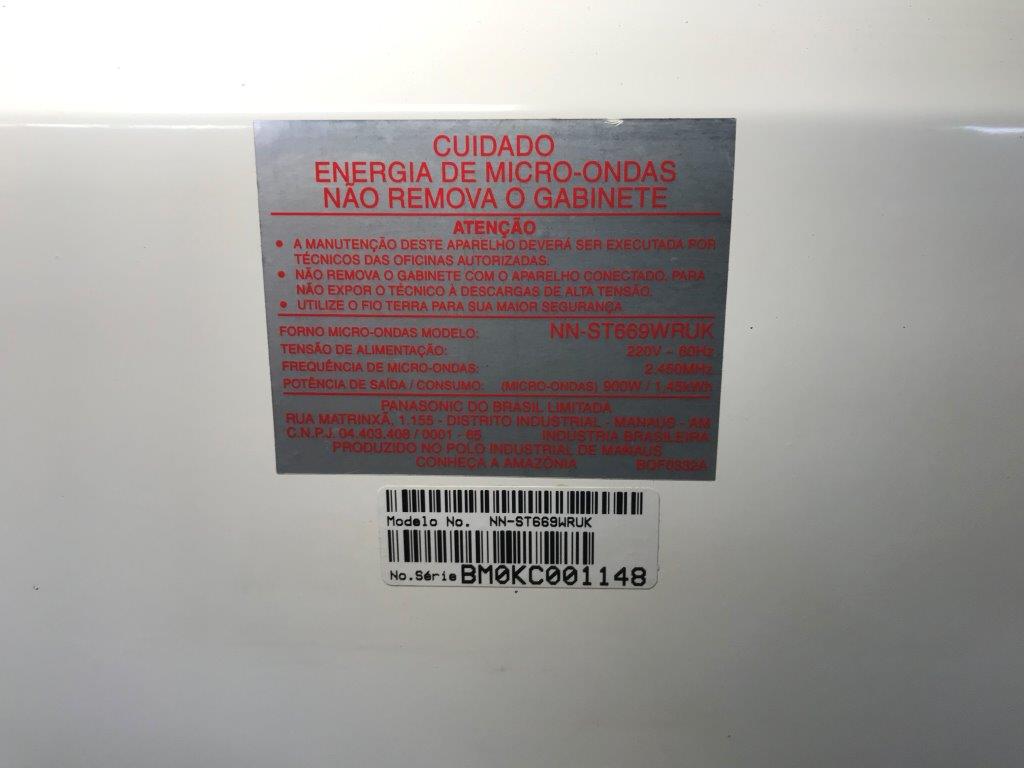 CUIDADO
ENERGIA DE MICRO-ONDAS
NÃO REMOVA O GABINETE
ATENÇÃO
• A MANUTENÇÃO DESTE APARELHO DEVERÁ SER EXECUTADA POR
TÉCNICOS DAS OFICINAS AUTORIZADAS.
• NÃO REMOVA O GABINETE COM O APARELHO CONECTADO, PARA
NÃO EXPOR O TÉCNICO À DESCARGAS DE ALTA TENSÃO.
• UTILIZE O FIO TERRA PARA SUA MAIOR SEGURANÇA
FORNO MICRO-ONDAS MODELO: NN-ST669WRUK
TENSÃO DE ALIMENTAÇÃO: 220V ~ 60Hz
FREQUÊNCIA DE MICRO-ONDAS: 2.450MHz
POTÊNCIA DE SAÍDA / CONSUMO: (MICRO-ONDAS) 900W / 1,45kWh
PANASONIC DO BRASIL LIMITADA
RUA MATRINXÃ, 1.155 - DISTRITO INDUSTRIAL - MANAUS - AM
C.N.P.J. 04.403.408 / 0001 - 65 INDUSTRIA BRASILEIRA
PRODUZIDO NO POLO INDUSTRIAL DE MANAUS
CONHEÇA A AMAZÔNIA BQF0332A
Modelo No. NN-ST669WRUK
No.Série BM0KC001148